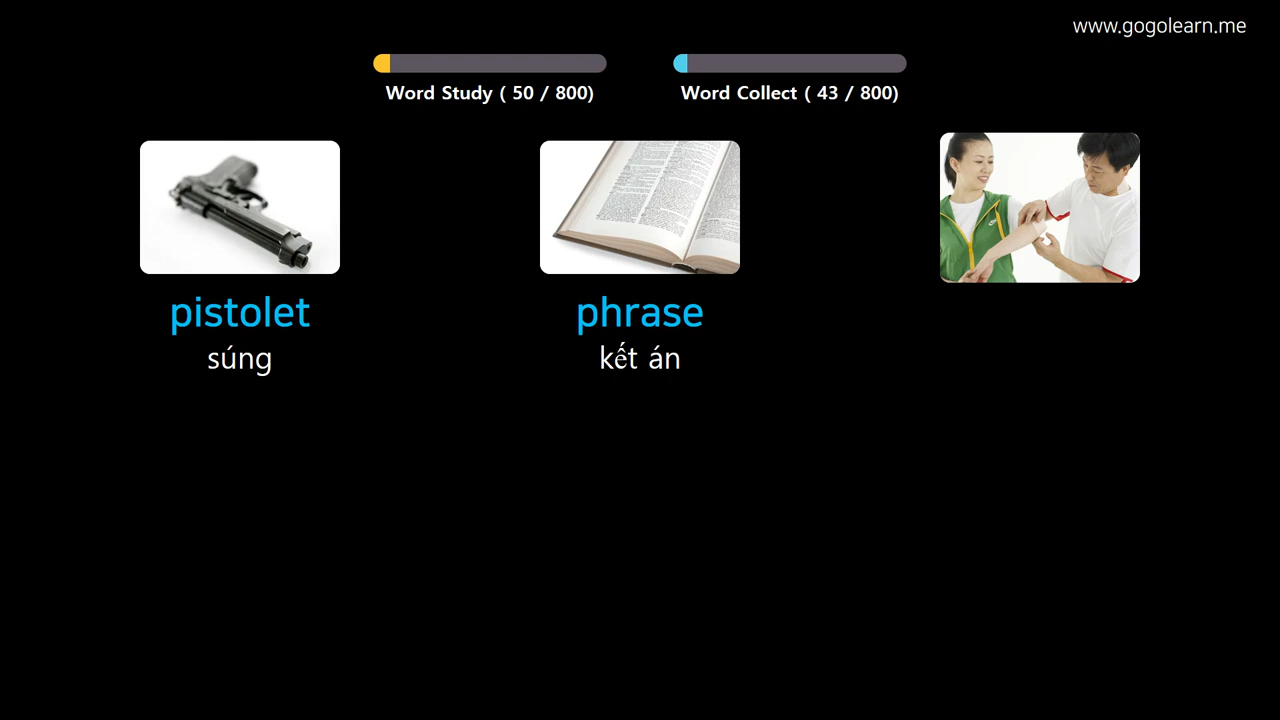 www.gogolearn.me
Word Study ( 50 / 800)
Word Collect ( 43 / 800)
pistolet
phrase
súng
kết án